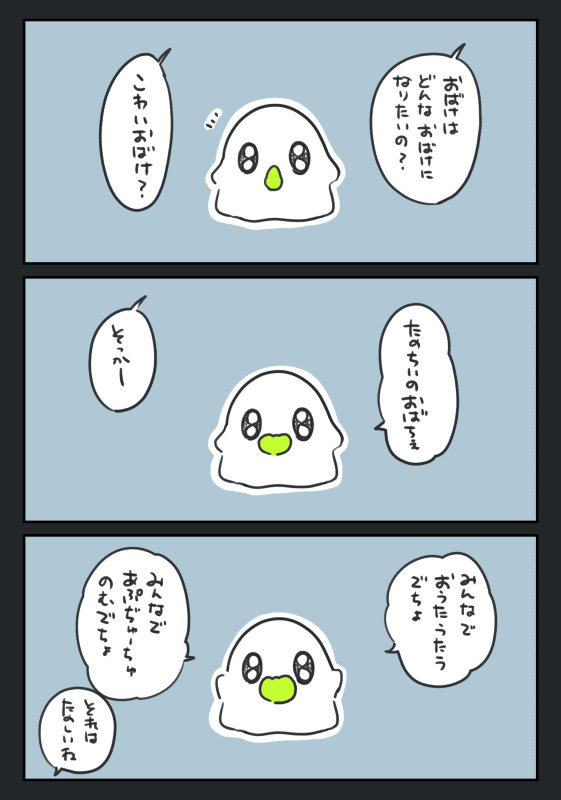 おばけは
どんな おばけに
なりたいの?
こわいおばけ?
たのちいのおばちぇ
そっかー
みんなで
おうたうたう
でちょ
みんなで
あぷぢゅーちゅ
のむでちょ
それは
たのしいね